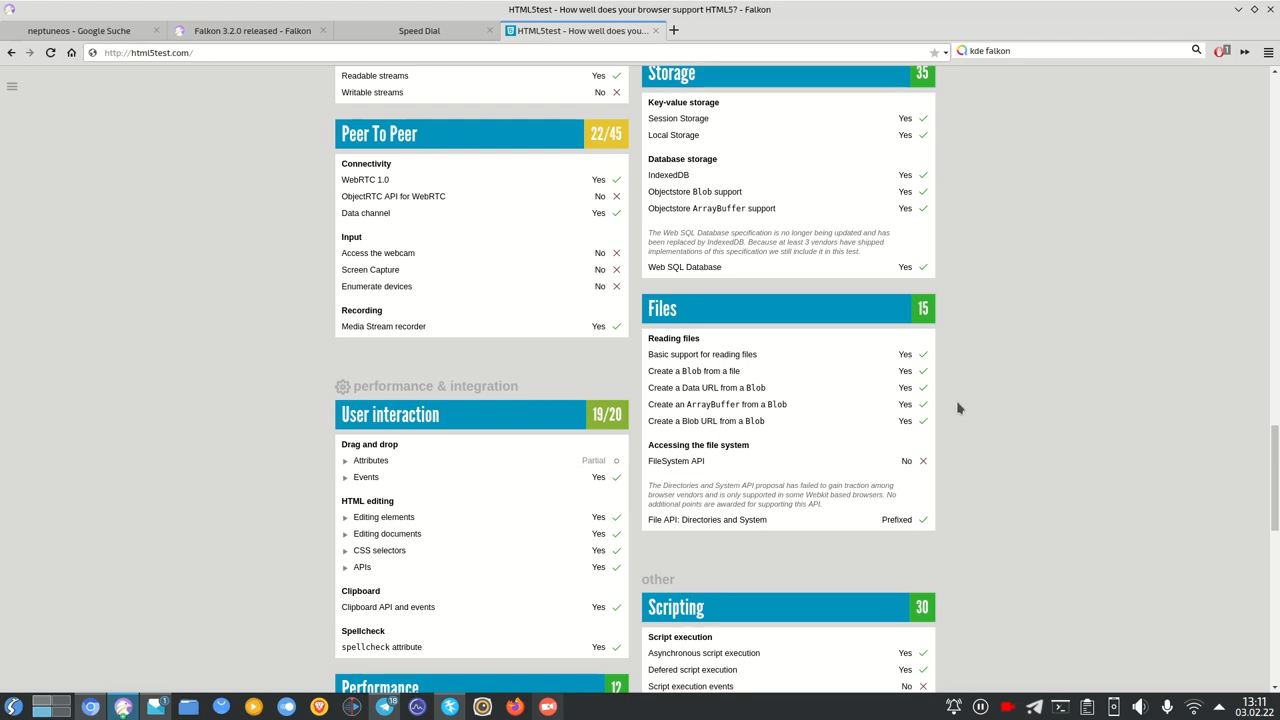 HTML5test - How well does your browser support HTML5? - Falkon
neptuneos - Google Suche
Falkon 3.2.0 released - Falkon
Speed Dial
HTML5test - How well does you...
http://html5test.com/
kde falkon
1
Readable streams Yes
Writable streams No
Peer To Peer 22/45
Connectivity
WebRTC 1.0 Yes
ObjectRTC API for WebRTC No
Data channel Yes
Input
Access the webcam No
Screen Capture No
Enumerate devices No
Recording
Media Stream recorder Yes
performance & integration
User interaction 19/20
Drag and drop
Attributes Partial
Events Yes
HTML editing
Editing elements Yes
Editing documents Yes
CSS selectors Yes
APIs Yes
Clipboard
Clipboard API and events Yes
Spellcheck
spellcheck attribute Yes
Performance 12
Storage 35
Key-value storage
Session Storage Yes
Local Storage Yes
Database storage
IndexedDB Yes
Objectstore Blob support Yes
Objectstore ArrayBuffer support Yes
The Web SQL Database specification is no longer being updated and has
been replaced by IndexedDB. Because at least 3 vendors have shipped
implementations of this specification we still include it in this test.
Web SQL Database Yes
Files 15
Reading files
Basic support for reading files Yes
Create a Blob from a file Yes
Create a Data URL from a Blob Yes
Create an ArrayBuffer from a Blob Yes
Create a Blob URL from a Blob Yes
Accessing the file system
FileSystem API No
The Directories and System API proposal has failed to gain traction among
browser vendors and is only supported in some Webkit based browsers. No
additional points are awarded for supporting this API.
File API: Directories and System Prefixed
other
Scripting 30
Script execution
Asynchronous script execution Yes
Defered script execution Yes
Script execution events No
1
18
13:11
03.02.22